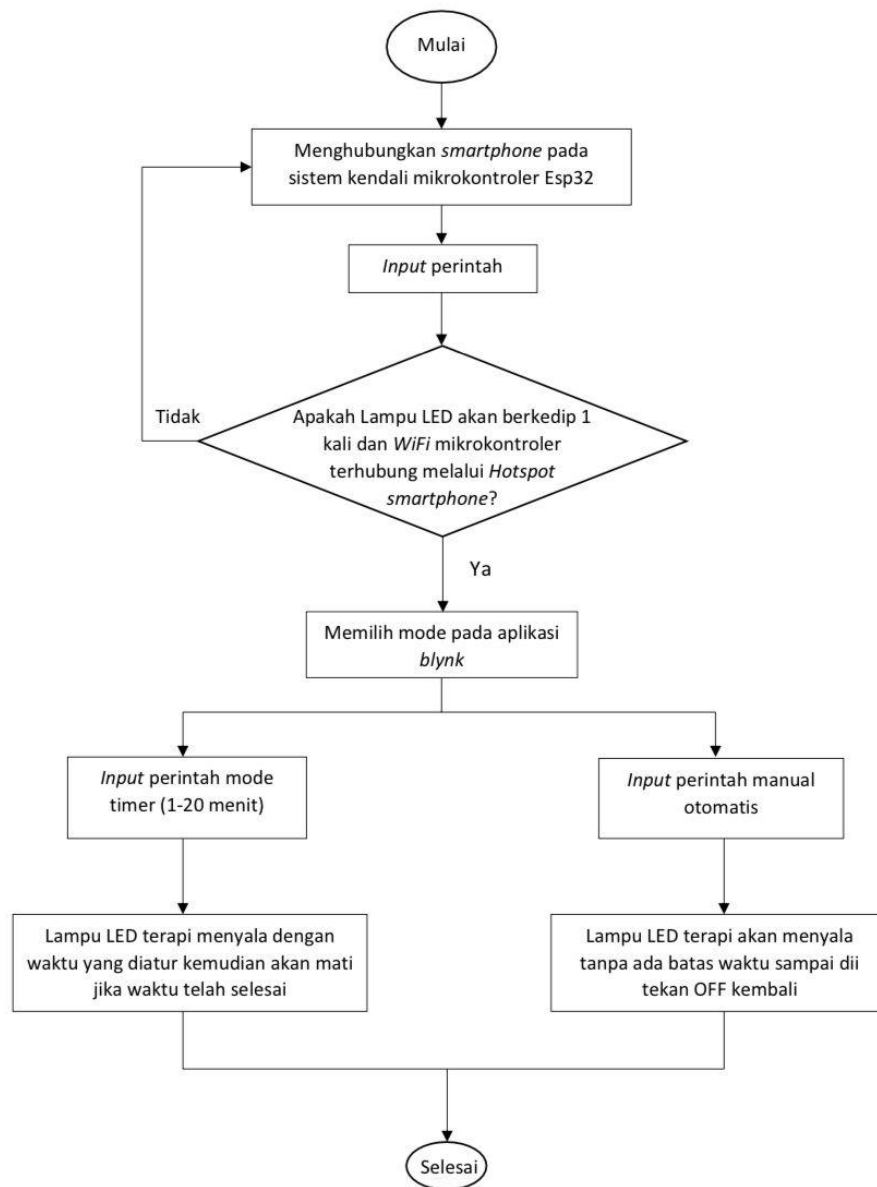 Mulai
Menghubungkan smartphone pada
sistem kendali mikrokontroler Esp32
Input perintah
Tidak
Apakah Lampu LED akan berkedip 1
kali dan WiFi mikrokontroler
terhubung melalui Hotspot
smartphone?
Ya
Memilih mode pada aplikasi
blynk
Input perintah mode
timer (1-20 menit)
Input perintah manual
otomatis
Lampu LED terapi menyala dengan
waktu yang diatur kemudian akan mati
jika waktu telah selesai
Lampu LED terapi akan menyala
tanpa ada batas waktu sampai dii
tekan OFF kembali
Selesai